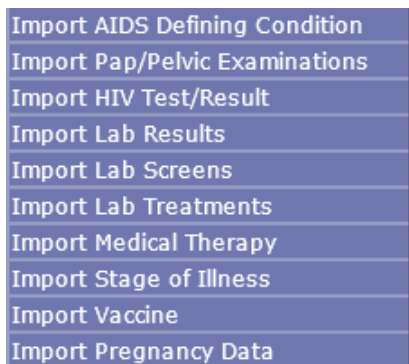 Import AIDS Defining Condition
Import Pap/Pelvic Examinations
Import HIV Test/Result
Import Lab Results
Import Lab Screens
Import Lab Treatments
Import Medical Therapy
Import Stage of Illness
Import Vaccine
Import Pregnancy Data